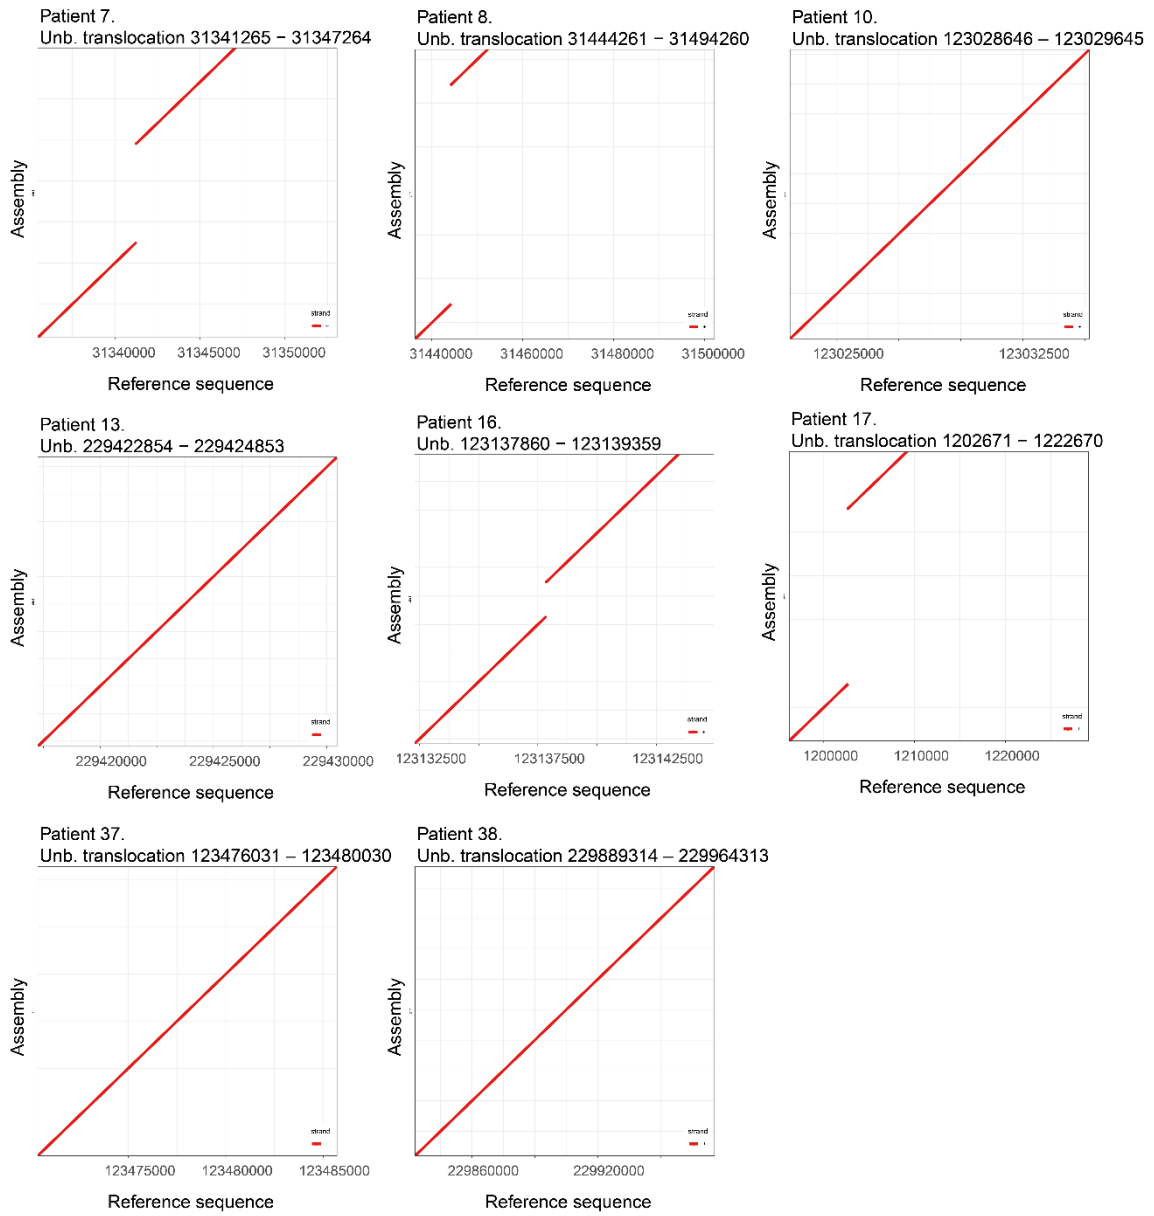 Patient 7.
Unb. translocation 31341265 − 31347264
Assembly
strand
31340000 31345000 31350000
Reference sequence
Patient 8.
Unb. translocation 31444261 − 31494260
Assembly
strand
31440000 31460000 31480000 31500000
Reference sequence
Patient 10.
Unb. translocation 123028646 − 123029645
Assembly
strand
123025000 123032500
Reference sequence
Patient 13.
Unb. 229422854 − 229424853
Assembly
strand
229420000 229425000 229430000
Reference sequence
Patient 16.
Unb. 123137860 − 123139359
Assembly
strand
123132500 123137500 123142500
Reference sequence
Patient 17.
Unb. translocation 1202671 − 1222670
Assembly
strand
1200000 1210000 1220000
Reference sequence
Patient 37.
Unb. translocation 123476031 − 123480030
Assembly
strand
123475000 123480000 123485000
Reference sequence
Patient 38.
Unb. translocation 229889314 − 229964313
Assembly
strand
229860000 229920000
Reference sequence